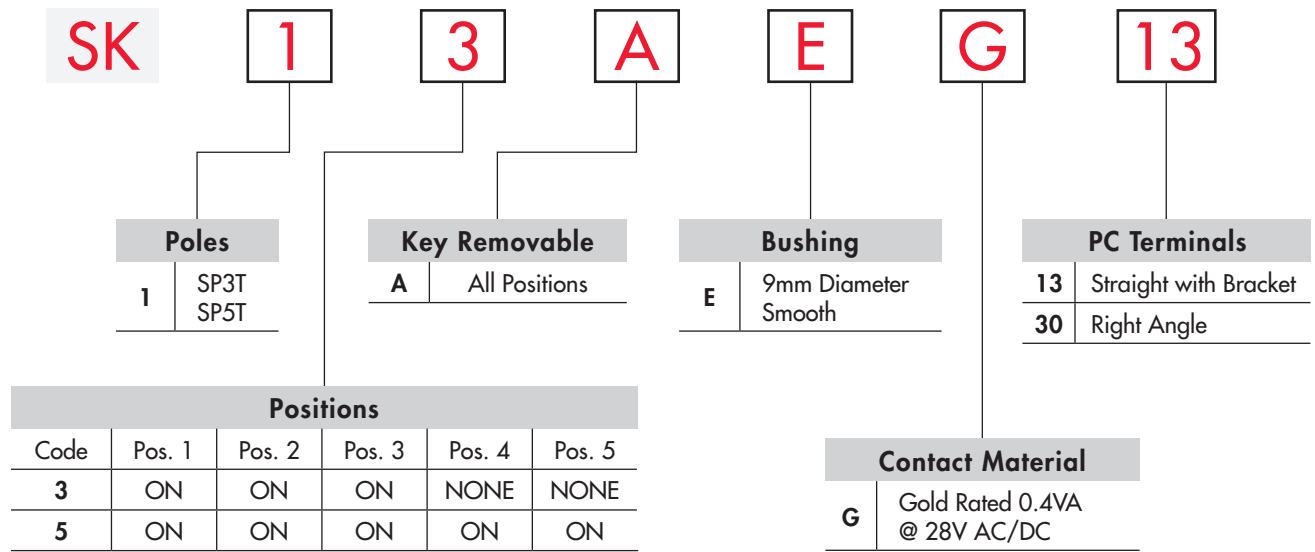 SK 1 3 A E G 13
Poles
1 SP3T
SP5T
Key Removable
A All Positions
Bushing
E 9mm Diameter
Smooth
PC Terminals
13 Straight with Bracket
30 Right Angle
Positions
Code Pos. 1 Pos. 2 Pos. 3 Pos. 4 Pos. 5
3 ON ON ON NONE NONE
5 ON ON ON ON ON
Contact Material
G Gold Rated 0.4VA
@ 28V AC/DC